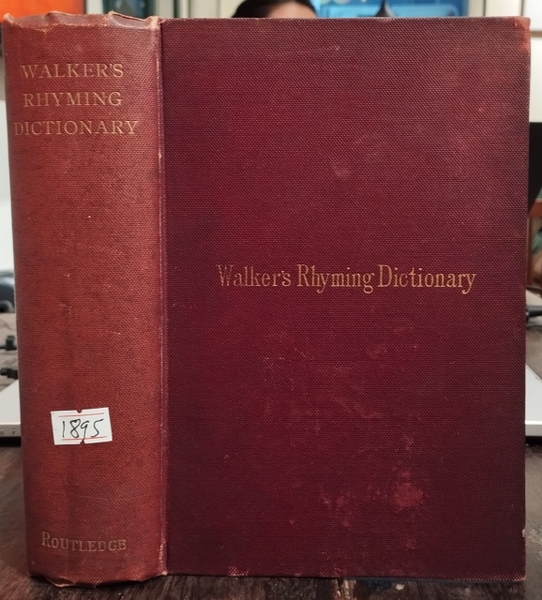 WALKER'S
RHYMING
DICTIONARY
1895
ROUTLEDGE
Walker's Rhyming Dictionary